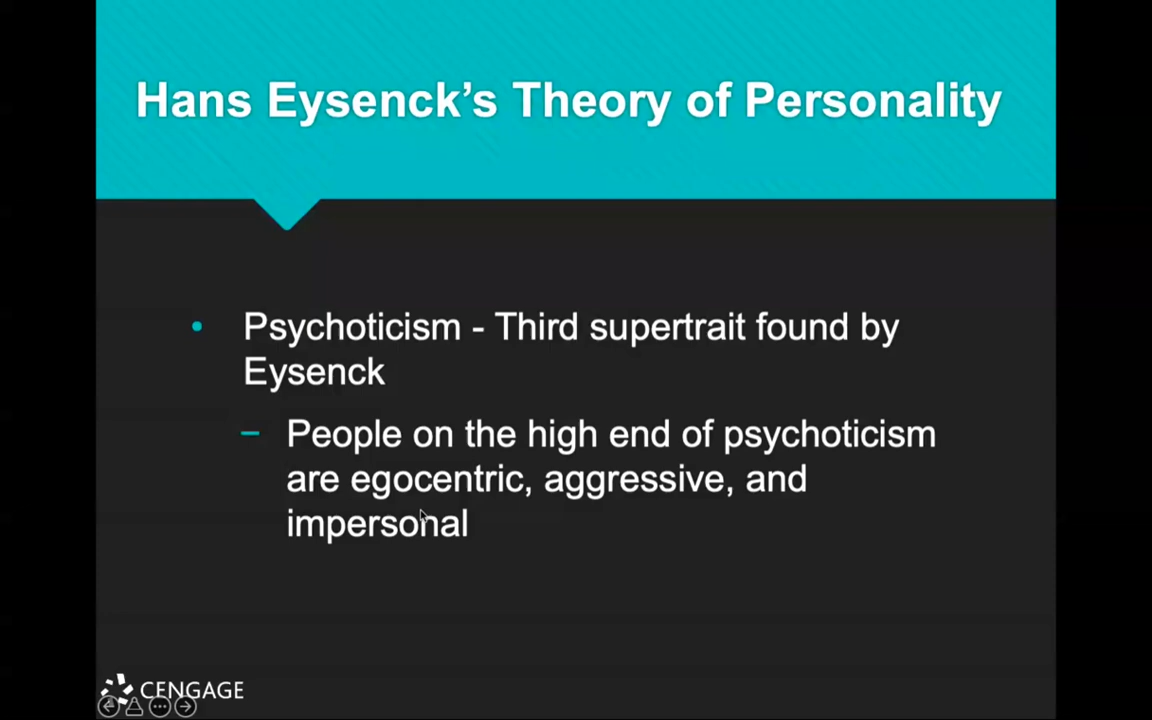 Hans Eysenck’s Theory of Personality
• Psychoticism - Third supertrait found by
Eysenck
– People on the high end of psychoticism
are egocentric, aggressive, and
impersonal
CENGAGE